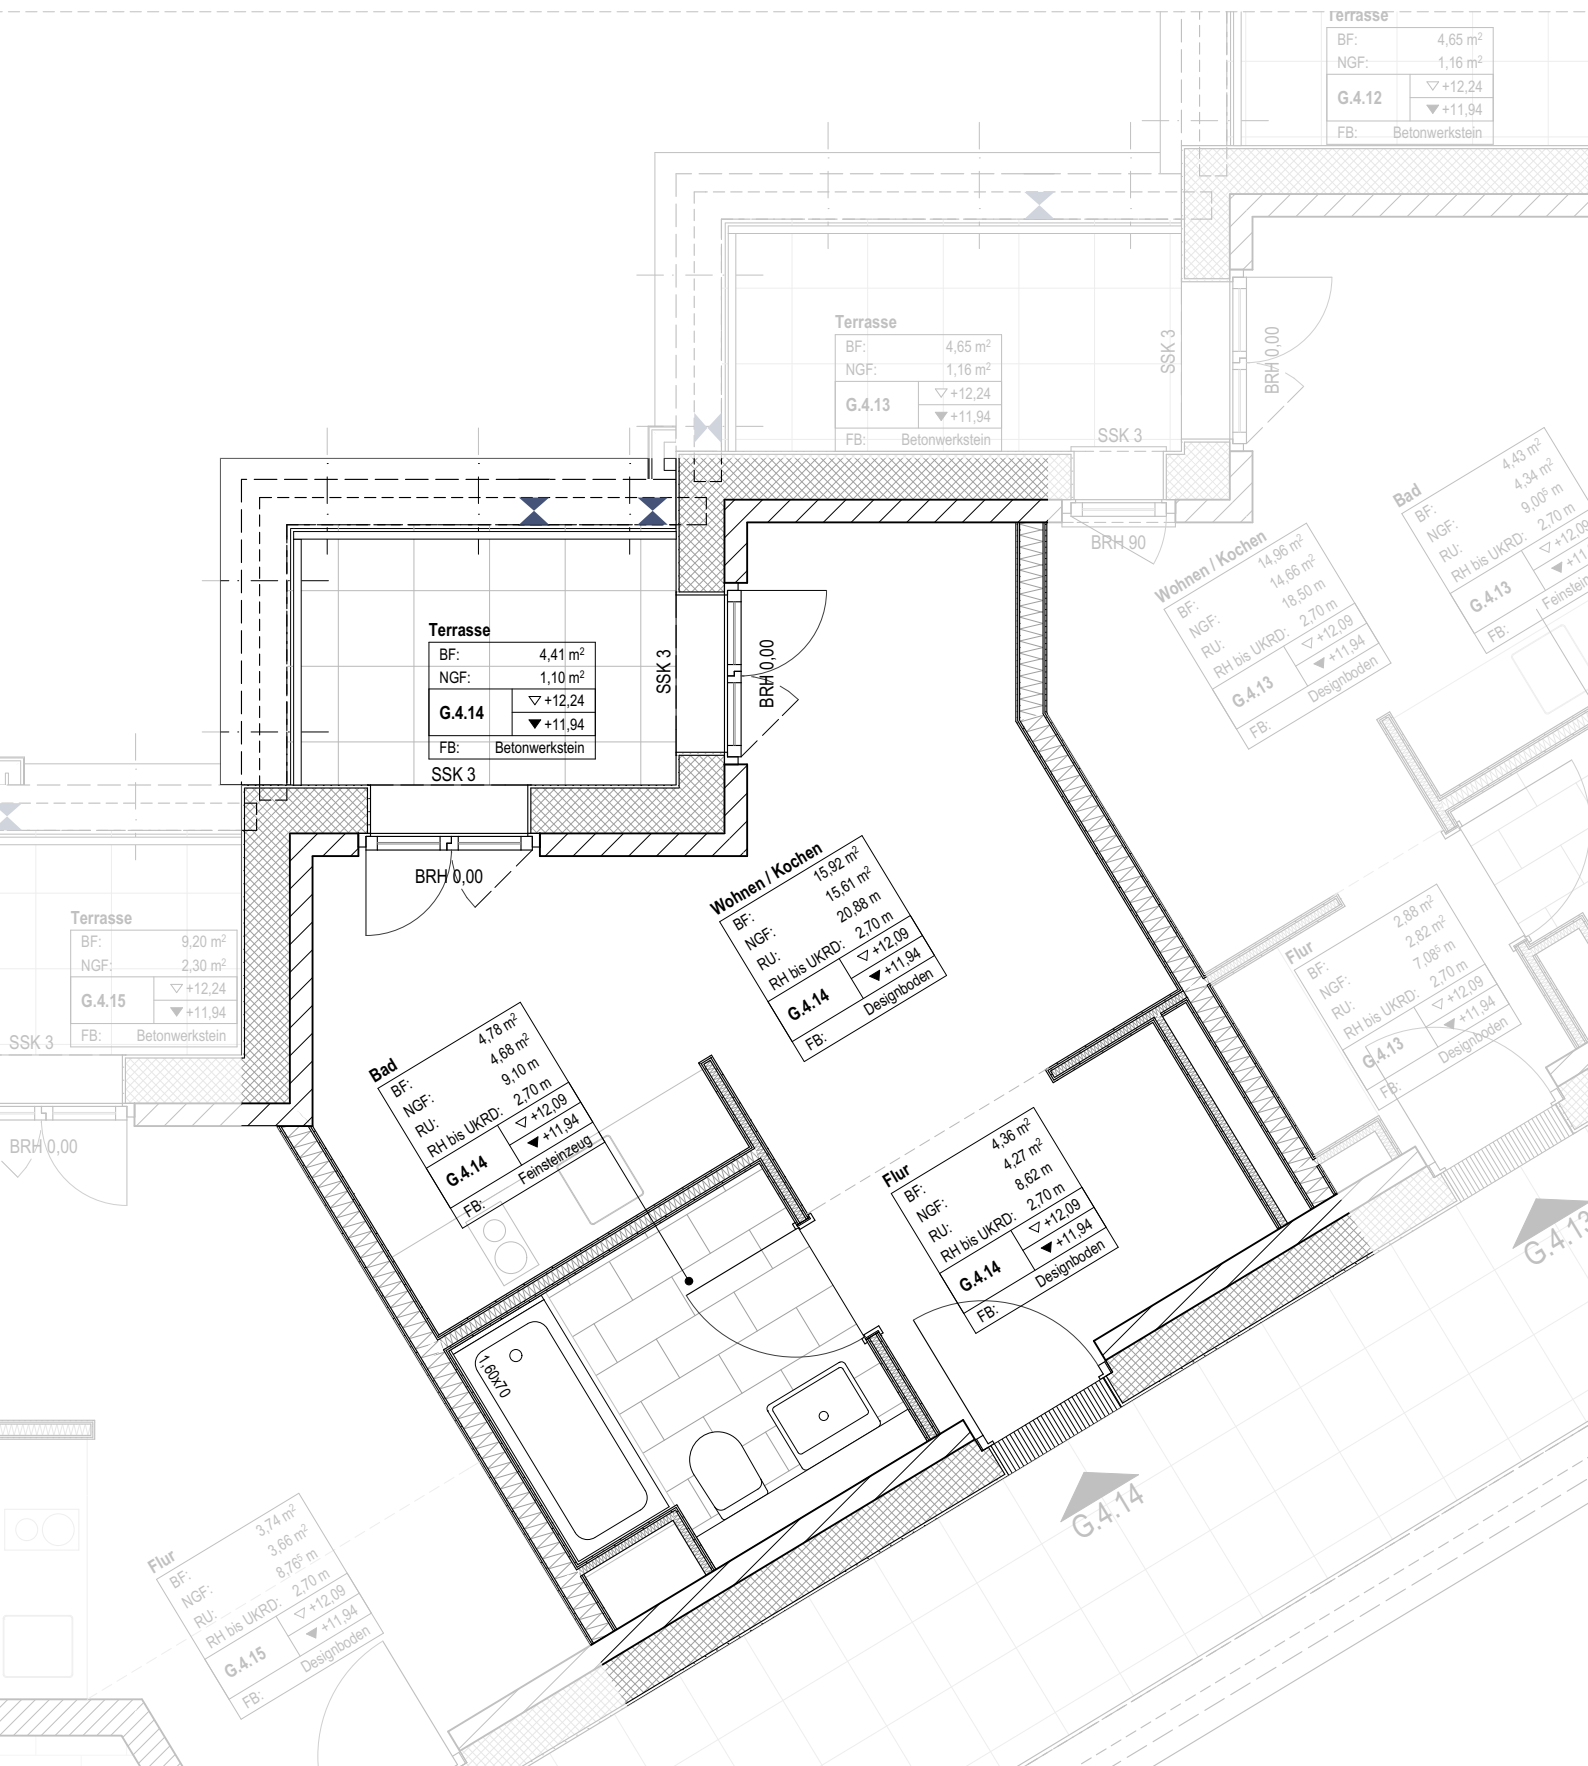 Terrasse
BF: 4,65 m²
NGF: 1,16 m²
G.4.12 ▽ +12,24
▼ +11,94
FB: Betonwerkstein
Terrasse
BF: 4,65 m²
NGF: 1,16 m²
G.4.13 ▽ +12,24
▼ +11,94
FB: Betonwerkstein
SSK 3
BRH 0,00
SSK 3
BRH 90
Bad
BF: 4,43 m²
NGF: 4,34 m²
RU: 9,00⁵ m
RH bis UKRD: 2,70 m
G.4.13 ▽ +12,09
▼ +11,
FB: Feinstein
Wohnen / Kochen
BF: 14,96 m²
NGF: 14,66 m²
RU: 18,50 m
RH bis UKRD: 2,70 m
G.4.13 ▽ +12,09
▼ +11,94
FB: Designboden
Terrasse
BF: 4,41 m²
NGF: 1,10 m²
G.4.14 ▽ +12,24
▼ +11,94
FB: Betonwerkstein
SSK 3
SSK 3
BRH 0,00
BRH 0,00
Wohnen / Kochen
BF: 15,92 m²
NGF: 15,61 m²
RU: 20,88 m
RH bis UKRD: 2,70 m
G.4.14 ▽ +12,09
▼ +11,94
FB: Designboden
Terrasse
BF: 9,20 m²
NGF: 2,30 m²
G.4.15 ▽ +12,24
▼ +11,94
FB: Betonwerkstein
SSK 3
BRH 0,00
Flur
BF: 2,88 m²
NGF: 2,82 m²
RU: 7,08⁵ m
RH bis UKRD: 2,70 m
G.4.13 ▽ +12,09
▼ +11,94
FB: Designboden
Bad
BF: 4,78 m²
NGF: 4,68 m²
RU: 9,10 m
RH bis UKRD: 2,70 m
G.4.14 ▽ +12,09
▼ +11,94
FB: Feinsteinzeug
Flur
BF: 4,36 m²
NGF: 4,27 m²
RU: 8,62 m
RH bis UKRD: 2,70 m
G.4.14 ▽ +12,09
▼ +11,94
FB: Designboden
G.4.13
1,60x70
G.4.14
Flur
BF: 3,74 m²
NGF: 3,66 m²
RU: 8,76⁵ m
RH bis UKRD: 2,70 m
G.4.15 ▽ +12,09
▼ +11,94
FB: Designboden